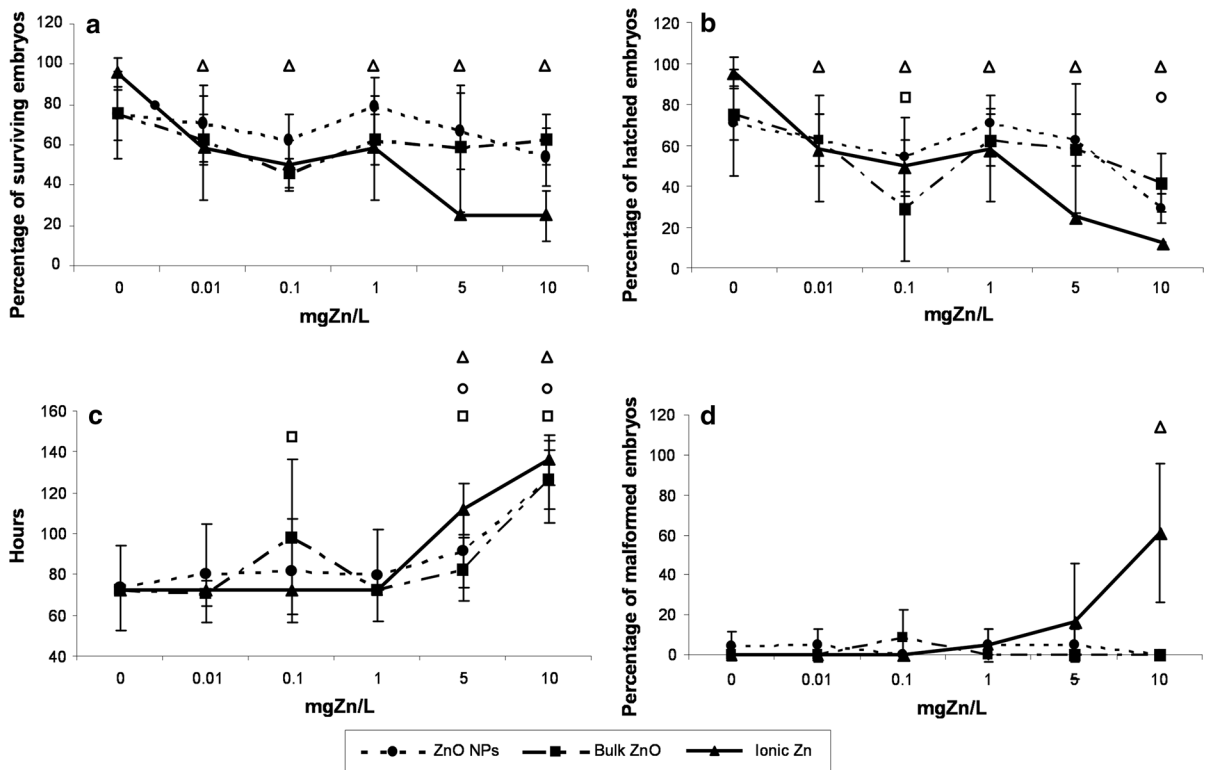 a
Percentage of surviving embryos
120
100
80
60
40
20
0
0 0.01 0.1 1 5 10
mgZn/L
b
Percentage of hatched embryos
120
100
80
60
40
20
0
0 0.01 0.1 1 5 10
mgZn/L
c
Hours
160
140
120
100
80
60
40
0 0.01 0.1 1 5 10
mgZn/L
d
Percentage of malformed embryos
120
100
80
60
40
20
0
0 0.01 0.1 1 5 10
mgZn/L
ZnO NPs Bulk ZnO Ionic Zn